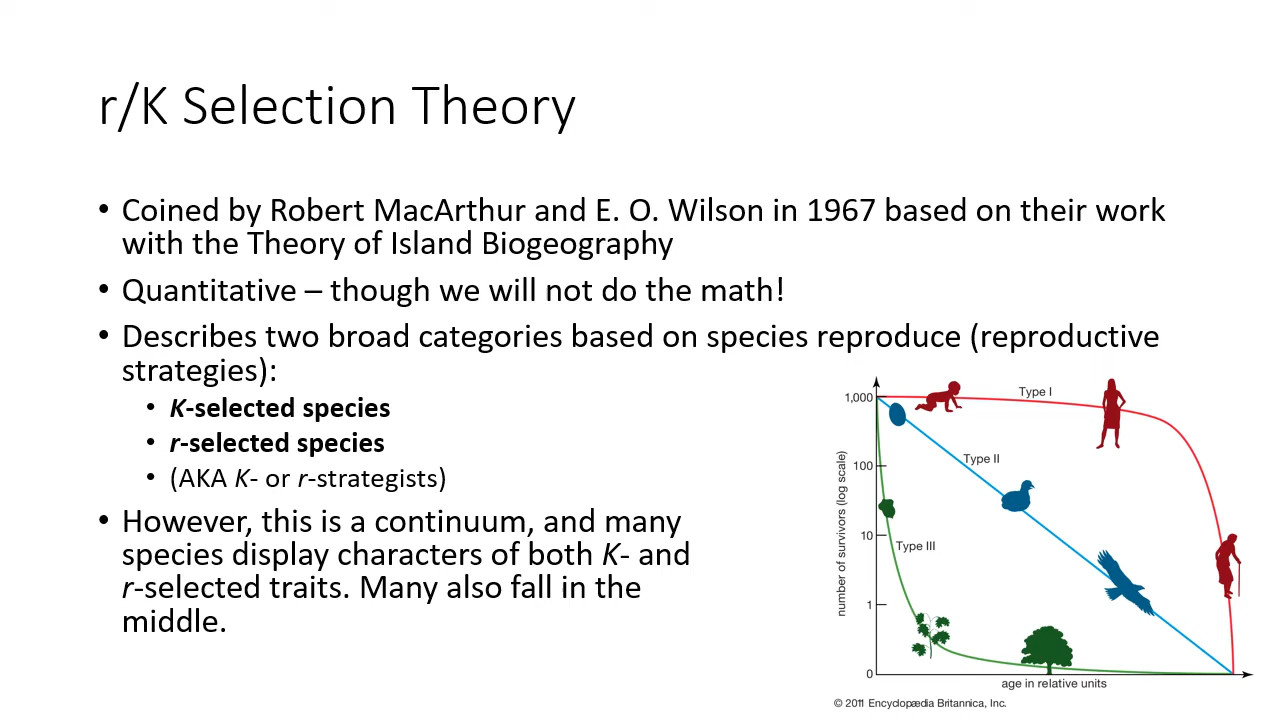 r/K Selection Theory
• Coined by Robert MacArthur and E. O. Wilson in 1967 based on their work
with the Theory of Island Biogeography
• Quantitative – though we will not do the math!
• Describes two broad categories based on species reproduce (reproductive
strategies):
• K-selected species
• r-selected species
• (AKA K- or r-strategists)
• However, this is a continuum, and many
species display characters of both K- and
r-selected traits. Many also fall in the
middle.
number of survivors (log scale)
1,000
100
10
1
0
Type I
Type II
Type III
age in relative units
© 2011 Encyclopædia Britannica, Inc.